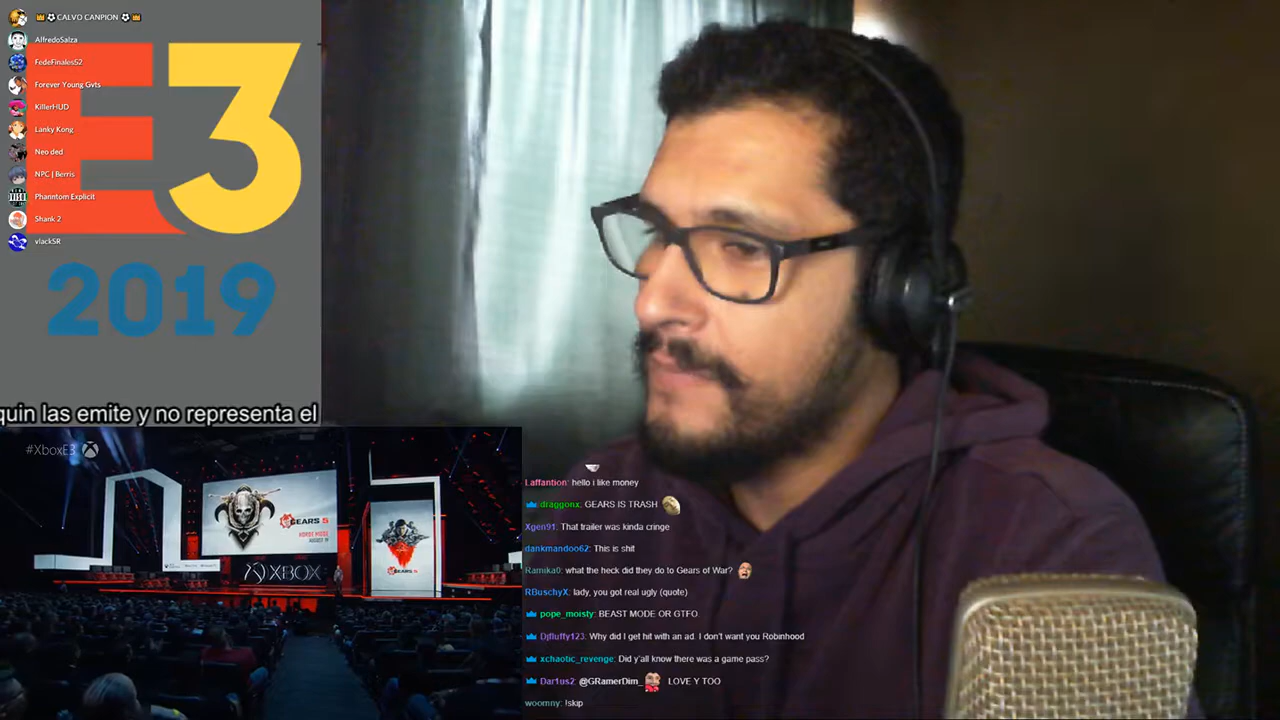 CALVO CANPION
AlfredoSalza
FedeFinales52
Forever Young Gvts
KillerHUD
Lanky Kong
Neo ded
NPC | Berris
Phanntom Explicit
Shank 2
vlackSR
E3
2019
quin las emite y no representa el
#XboxE3
GEARS 5
HORDE MODE
XBOX
GEARS 5
Laffantion: hello i like money
draggonx: GEARS IS TRASH
Xgen91: That trailer was kinda cringe
dankmandoo62: This is shit
Ramika0: what the heck did they do to Gears of War?
RBuschyX: lady, you got real ugly (quote)
pope_moisty: BEAST MODE OR GTFO.
Djfluffy123: Why did I get hit with an ad. I don't want you Robinhood
xchaotic_revenge: Did y'all know there was a game pass?
Dar1us2: @GRamerDim_ LOVE Y TOO
woomny: !skip